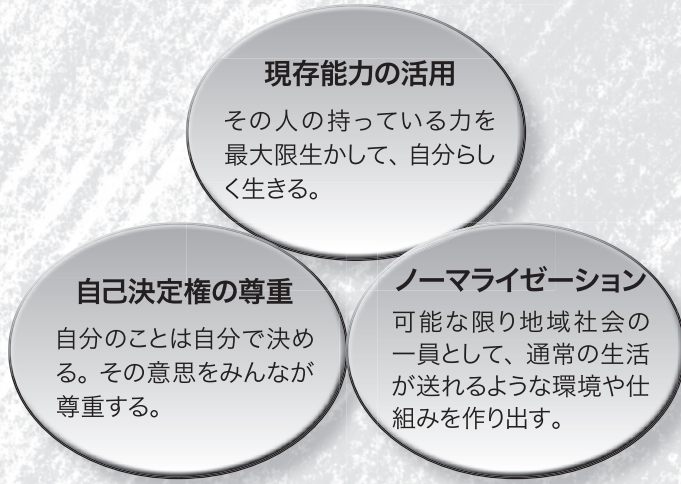 現存能力の活用
その人の持っている力を
最大限生かして、自分らし
く生きる。
自己決定権の尊重
自分のことは自分で決め
る。その意思をみんなが
尊重する。
ノーマライゼーション
可能な限り地域社会の
一員として、通常の生活
が送れるような環境や仕
組みを作り出す。